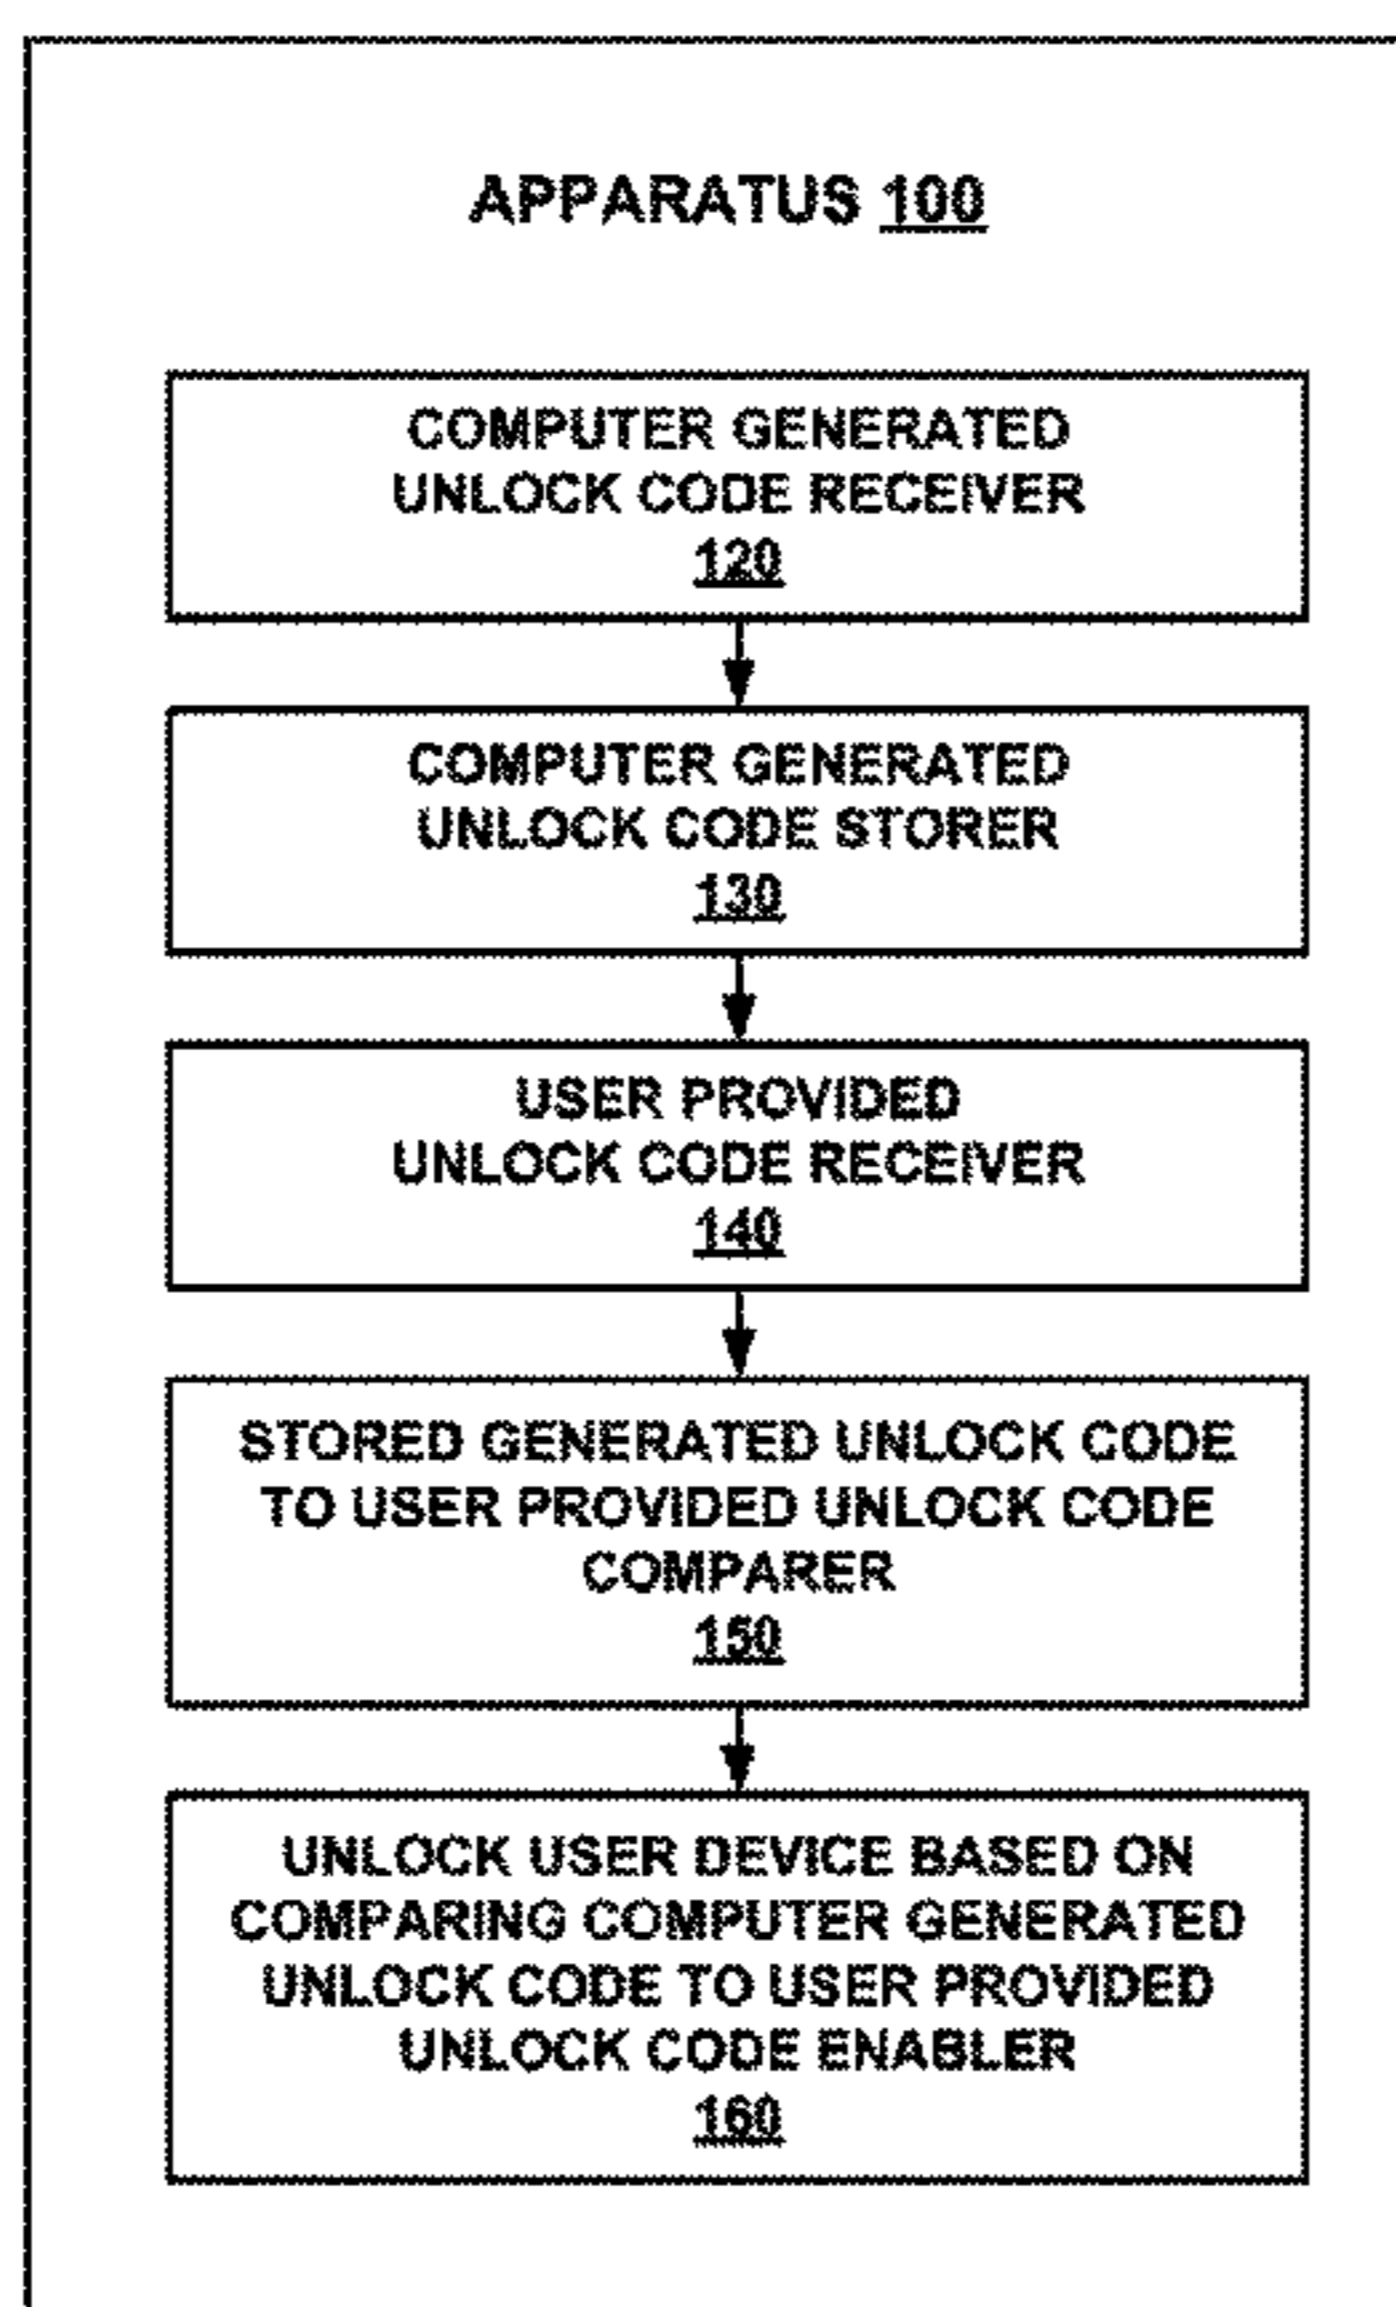 APPARATUS 100
COMPUTER GENERATED
UNLOCK CODE RECEIVER
120
COMPUTER GENERATED
UNLOCK CODE STORER
130
USER PROVIDED
UNLOCK CODE RECEIVER
140
STORED GENERATED UNLOCK CODE
TO USER PROVIDED UNLOCK CODE
COMPARER
150
UNLOCK USER DEVICE BASED ON
COMPARING COMPUTER GENERATED
UNLOCK CODE TO USER PROVIDED
UNLOCK CODE ENABLER
160